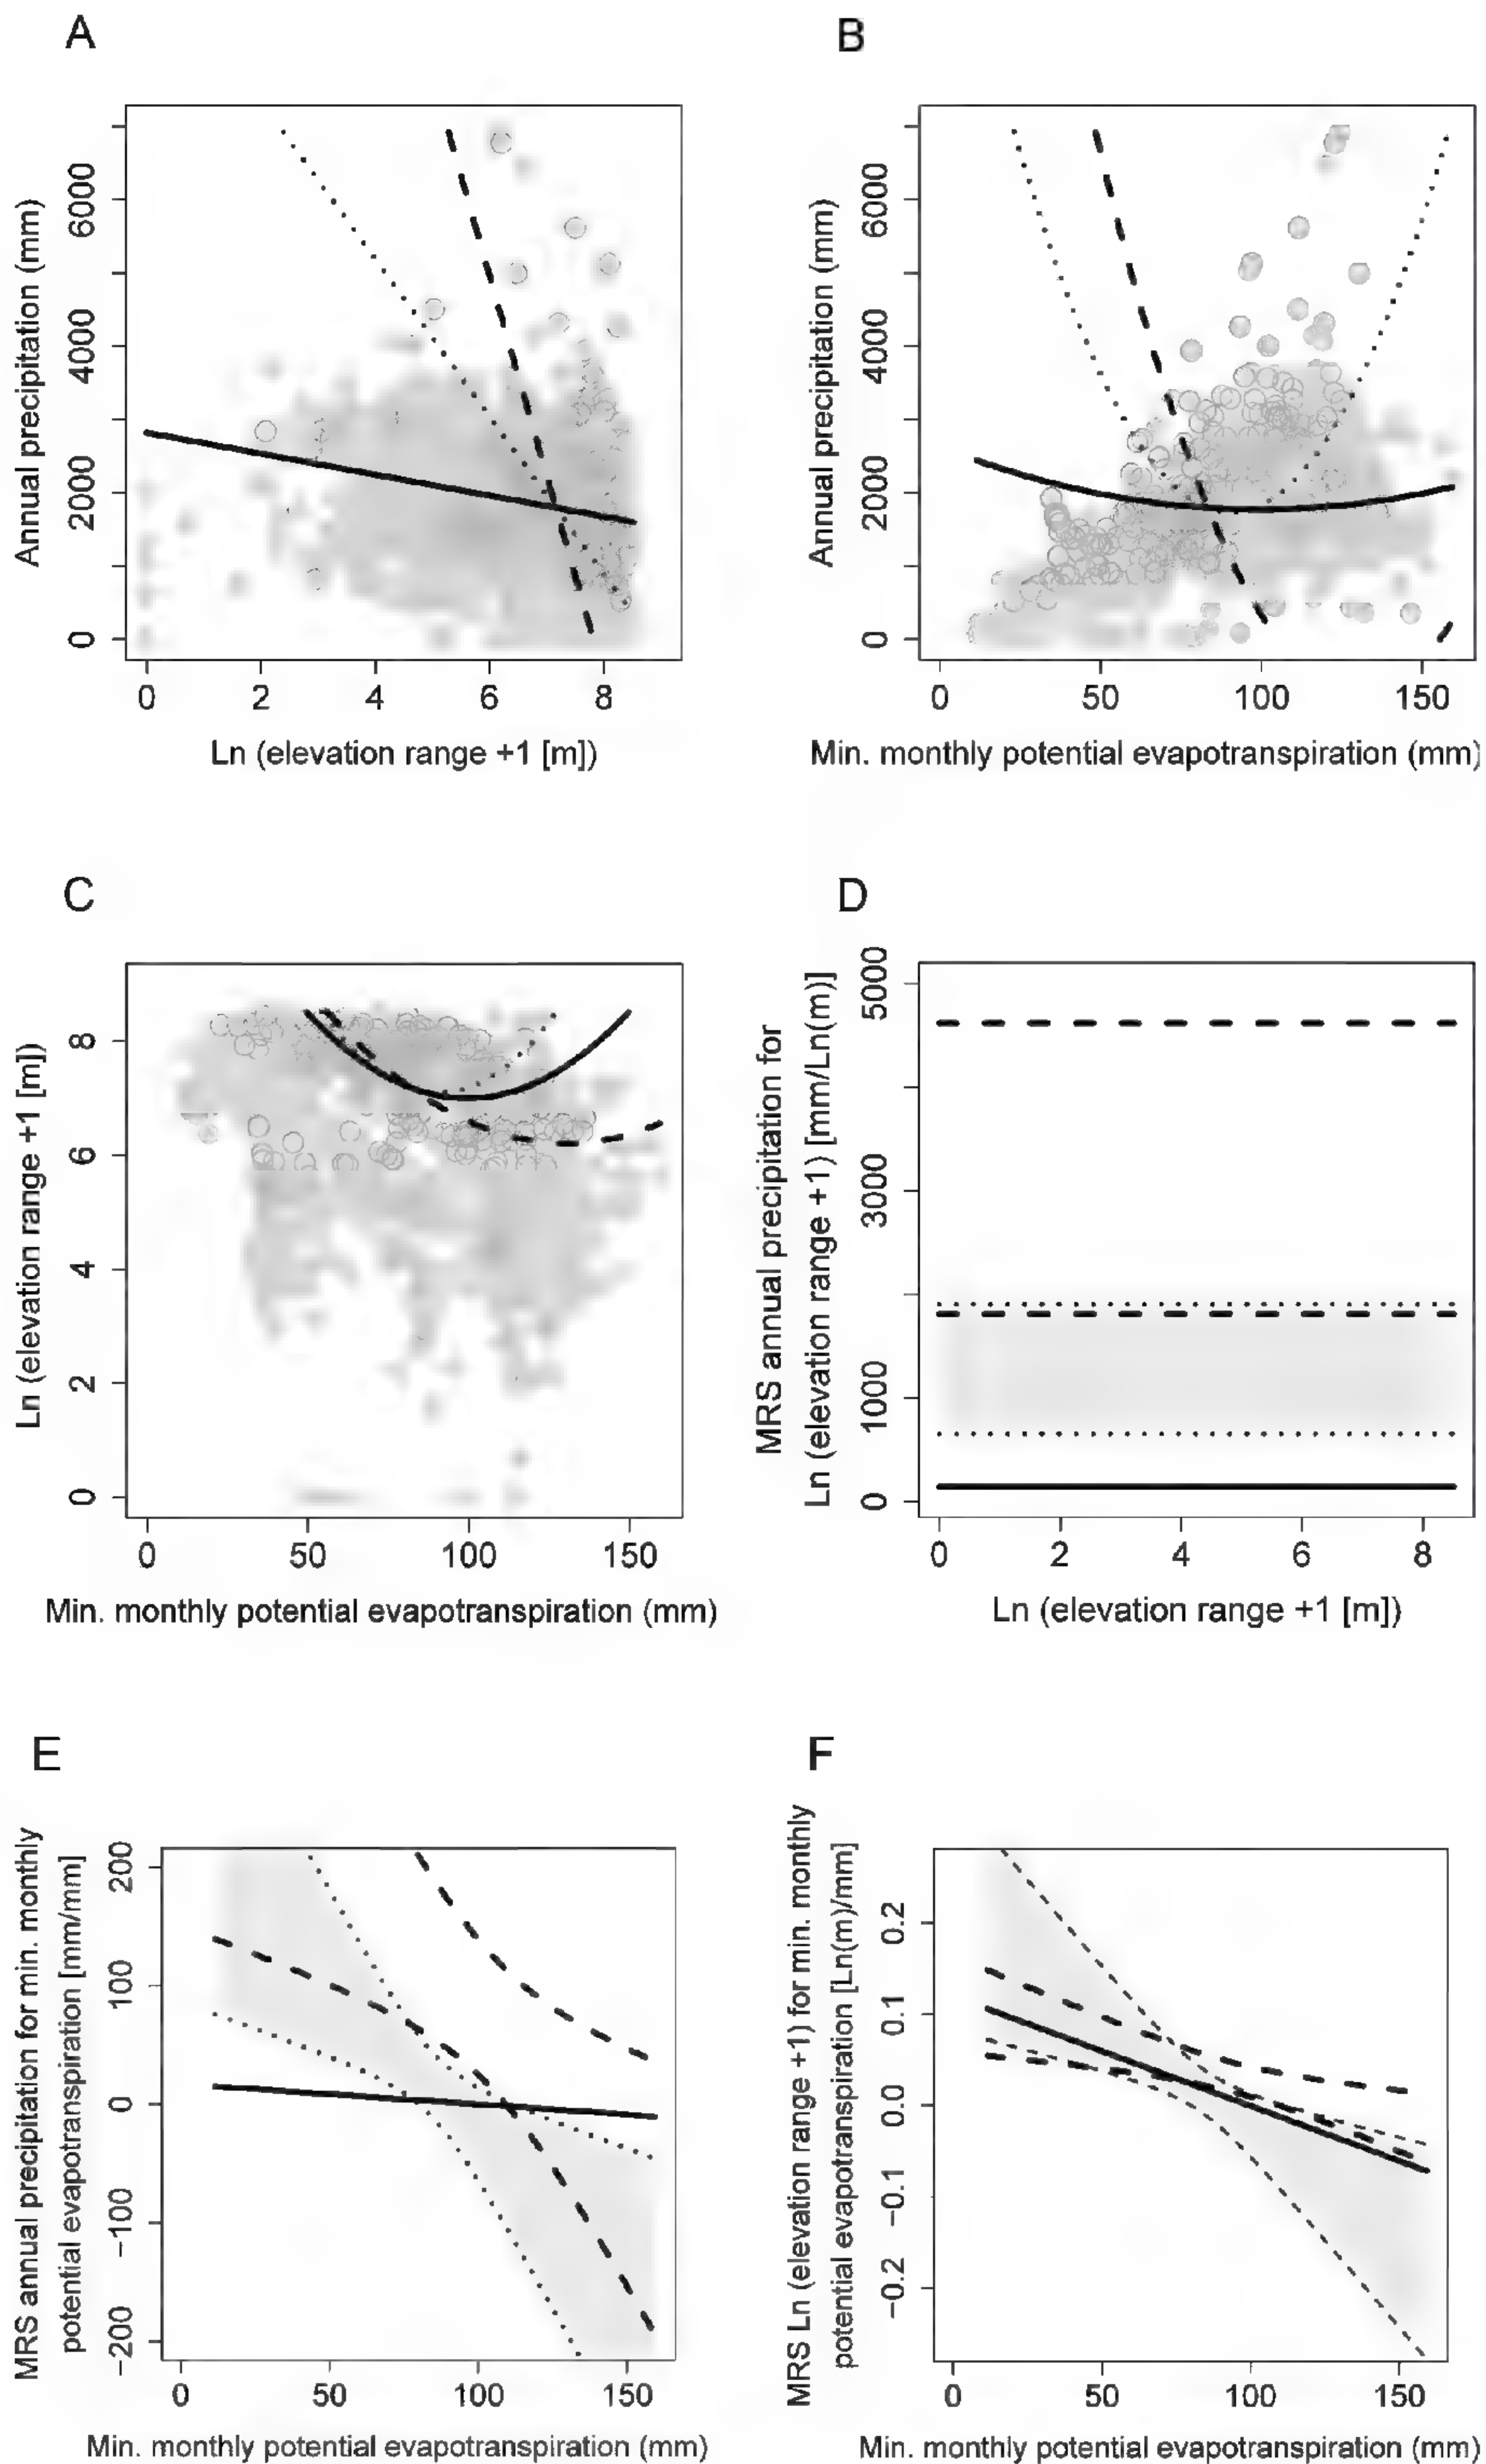 A
Annual precipitation (mm)
6000
4000
2000
0
0 2 4 6 8
Ln (elevation range +1 [m])
B
Annual precipitation (mm)
6000
4000
2000
0
0 50 100 150
Min. monthly potential evapotranspiration (mm)
C
Ln (elevation range +1 [m])
8
6
4
2
0
0 50 100 150
Min. monthly potential evapotranspiration (mm)
D
MRS annual precipitation for
Ln (elevation range +1) [mm/Ln(m)]
5000
3000
1000
0
0 2 4 6 8
Ln (elevation range +1 [m])
E
MRS annual precipitation for min. monthly
potential evapotranspiration [mm/mm]
200
100
0
−100
−200
0 50 100 150
Min. monthly potential evapotranspiration (mm)
F
MRS Ln (elevation range +1) for min. monthly
potential evapotranspiration [Ln(m)/mm]
0.2
0.1
0.0
−0.1
−0.2
0 50 100 150
Min. monthly potential evapotranspiration (mm)